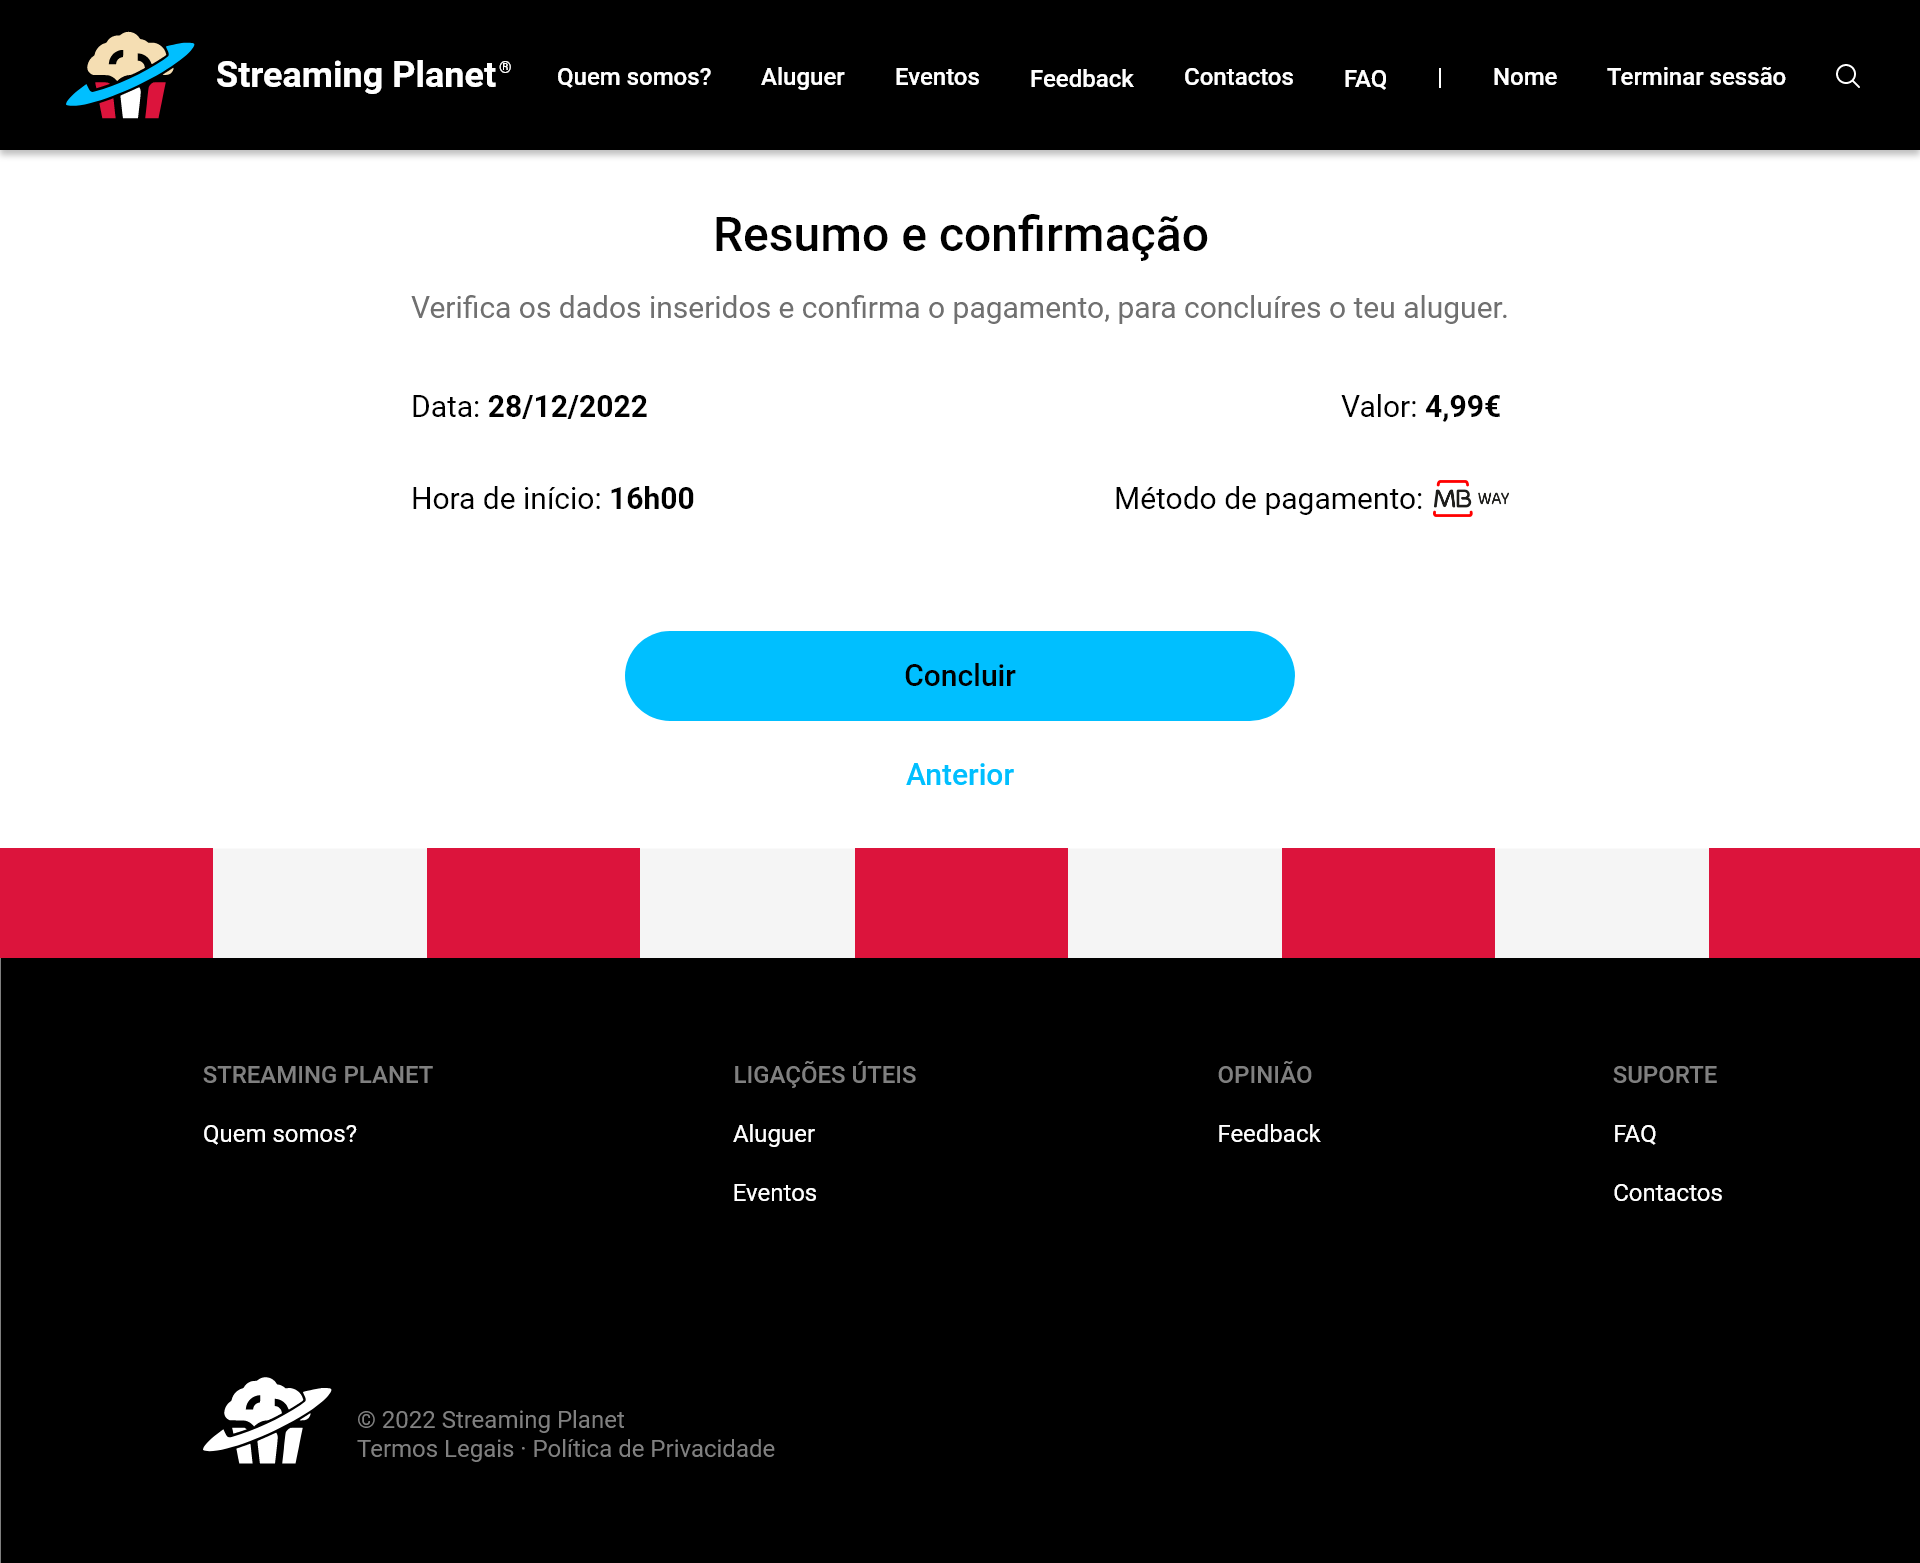 Streaming Planet® Quem somos? Aluguer Eventos Feedback Contactos FAQ | Nome Terminar sessão
Resumo e confirmação
Verifica os dados inseridos e confirma o pagamento, para concluíres o teu aluguer.
Data: 28/12/2022 Valor: 4,99€
Hora de início: 16h00 Método de pagamento: MB WAY
Concluir
Anterior
STREAMING PLANET LIGAÇÕES ÚTEIS OPINIÃO SUPORTE
Quem somos? Aluguer Feedback FAQ
Eventos Contactos
© 2022 Streaming Planet
Termos Legais · Política de Privacidade